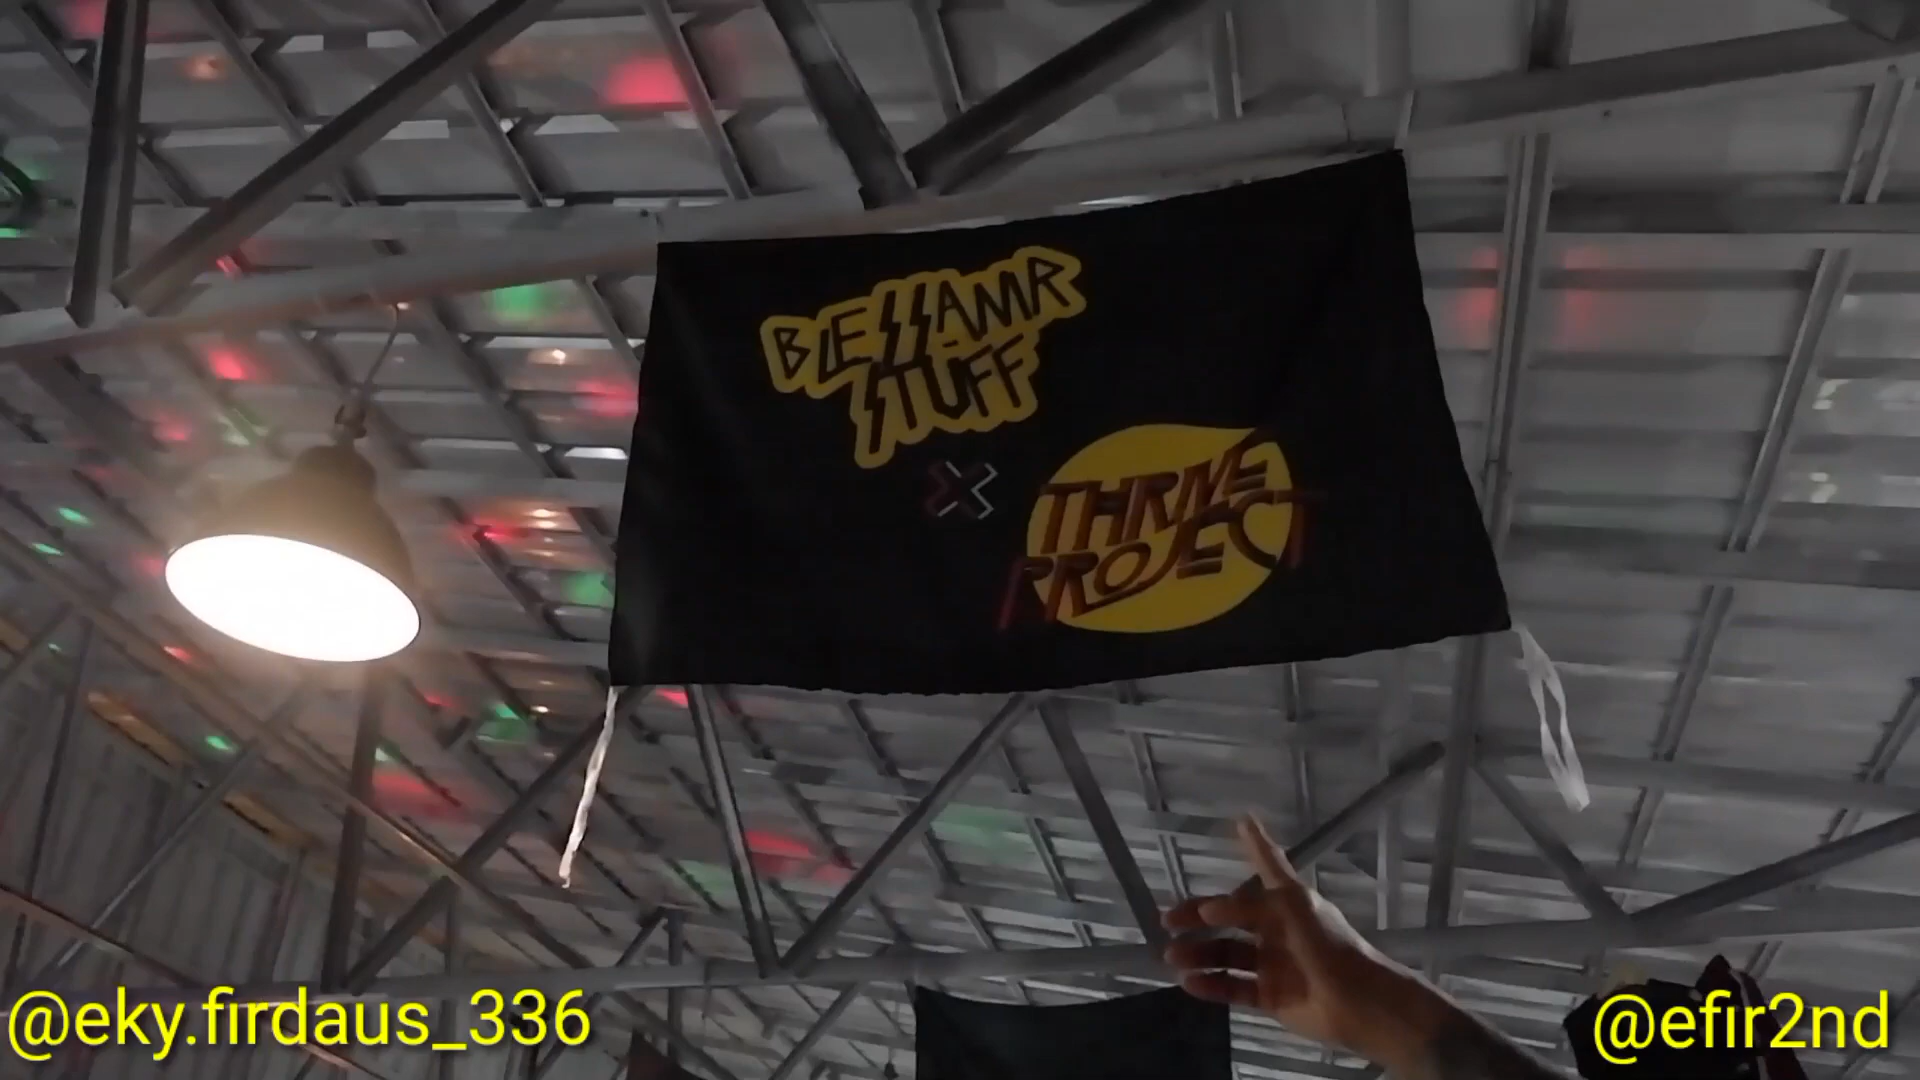 BLESSAMR
STUFF
X
THRIVE
PROJECT
@eky.firdaus_336
@efir2nd